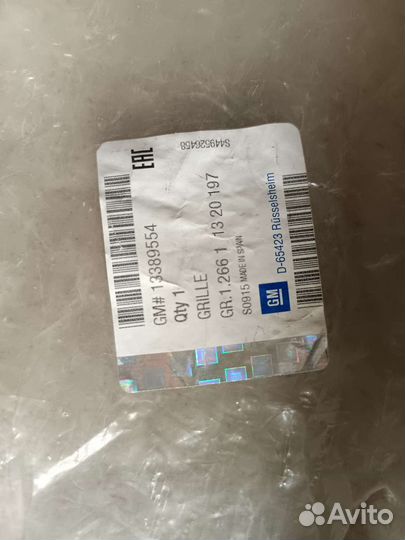 EAC
S449526458
GM# 13389554
Qty 1
GRILLE
GR.1.266 1 13 20 197
S0915 MADE IN SPAIN
GM
D-65423 Rüsselsheim
Avito